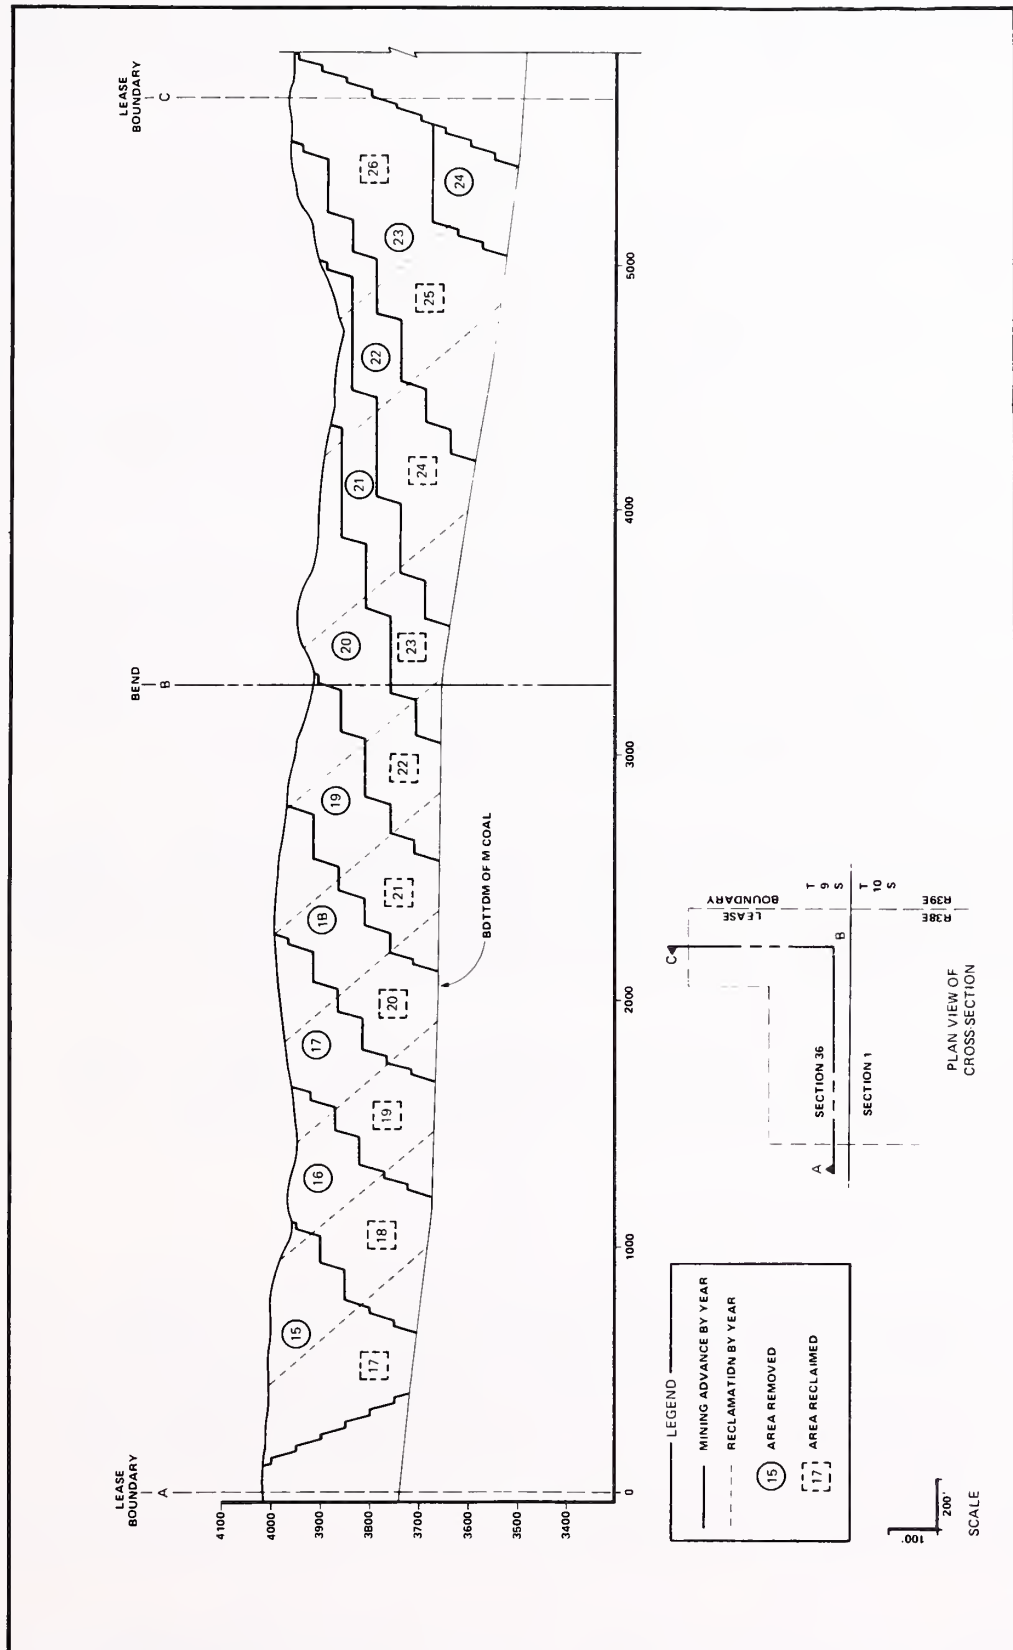 LEASE
BOUNDARY
A
BEND
B
LEASE
BOUNDARY
C
4100
4000
3900
3800
3700
3600
3500
3400
0
1000
2000
3000
4000
5000
15
16
17
1B
19
20
21
22
23
24
17
18
19
20
21
22
23
24
25
26
BDTTDM OF M COAL
LEGEND
MINING ADVANCE BY YEAR
RECLAMATION BY YEAR
15 AREA REMOVED
17 AREA RECLAIMED
100'
200'
SCALE
A
B
C
SECTION 36
SECTION 1
LEASE
BOUNDARY
T 9 S
T 10 S
R38E
R39E
PLAN VIEW OF
CROSS-SECTION